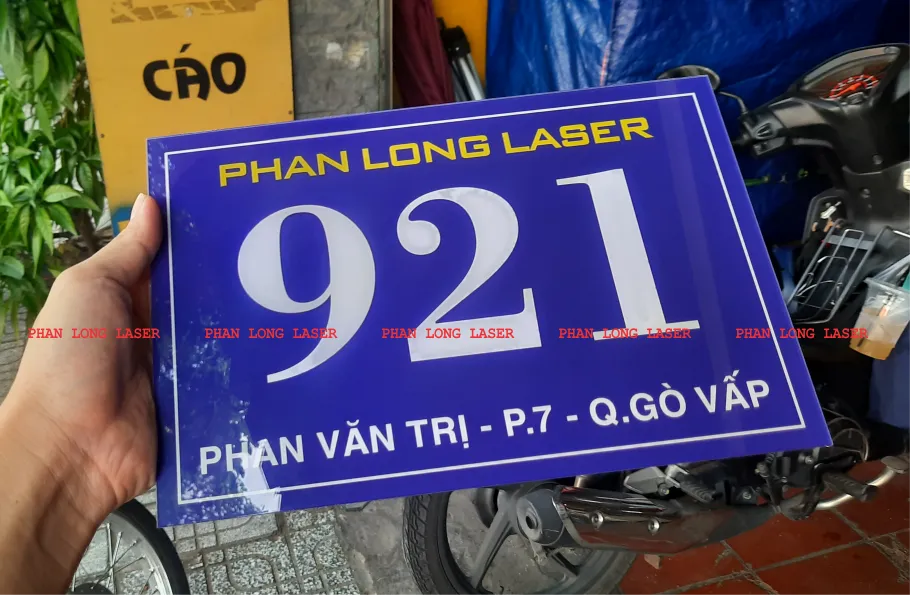 CÁO
PHAN LONG LASER
921
PHAN LONG LASER PHAN LONG LASER PHAN LONG LASER PHAN LONG LASER PHAN LONG LASER
PHAN VĂN TRỊ - P.7 - Q.GÒ VẤP